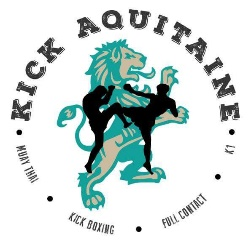 KICK AQUITAINE
MUAY THAI
KICK BOXING
FULL CONTACT
K1